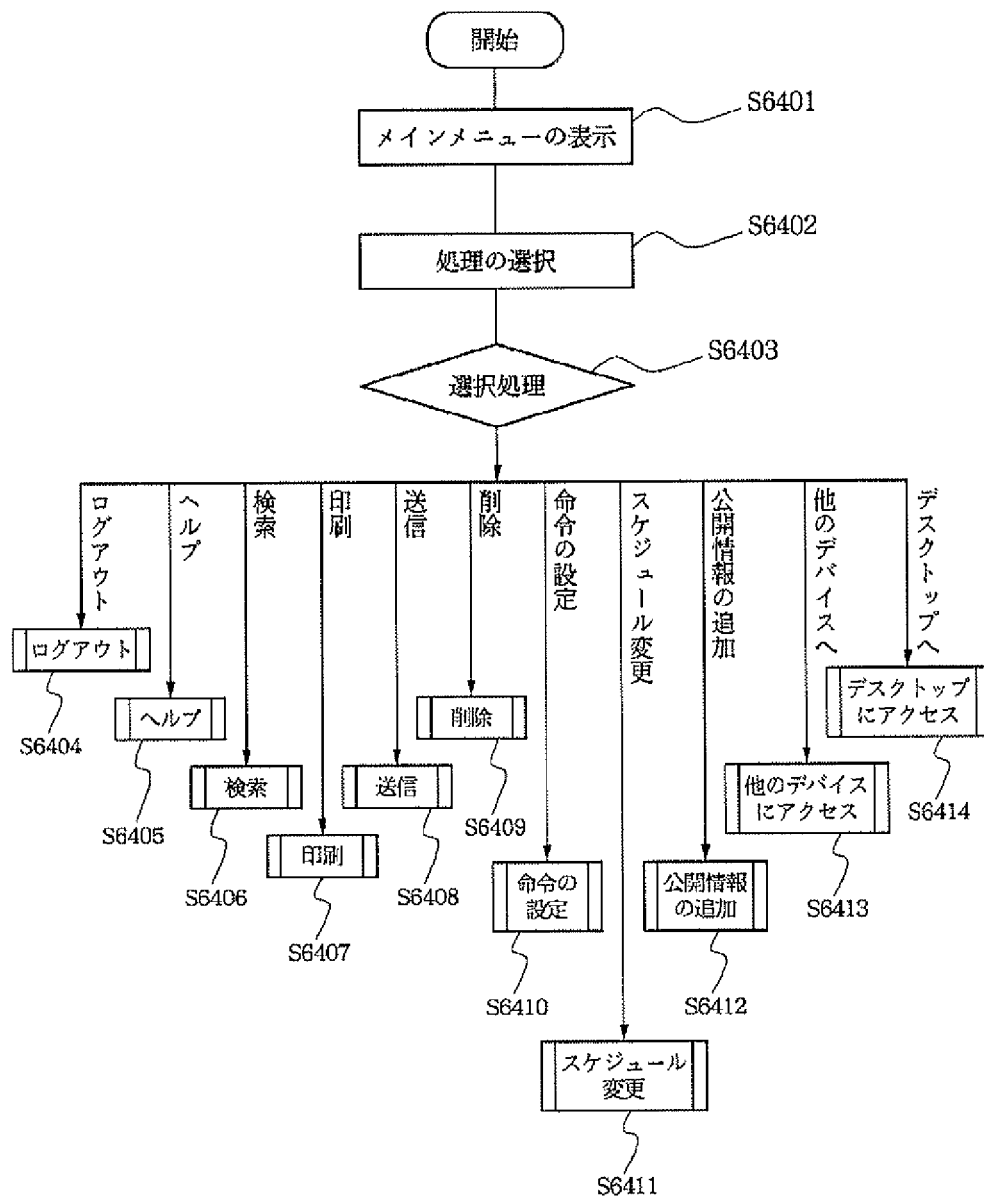 開始
メインメニューの表示
S6401
処理の選択
S6402
選択処理
S6403
ログアウト
ヘルプ
検索
印刷
送信
削除
命令の設定
スケジュール変更
公開情報の追加
他のデバイスへ
デスクトップへ
ログアウト
S6404
ヘルプ
S6405
検索
S6406
印刷
S6407
送信
S6408
削除
S6409
命令の
設定
S6410
スケジュール
変更
S6411
公開情報
の追加
S6412
他のデバイス
にアクセス
S6413
デスクトップ
にアクセス
S6414